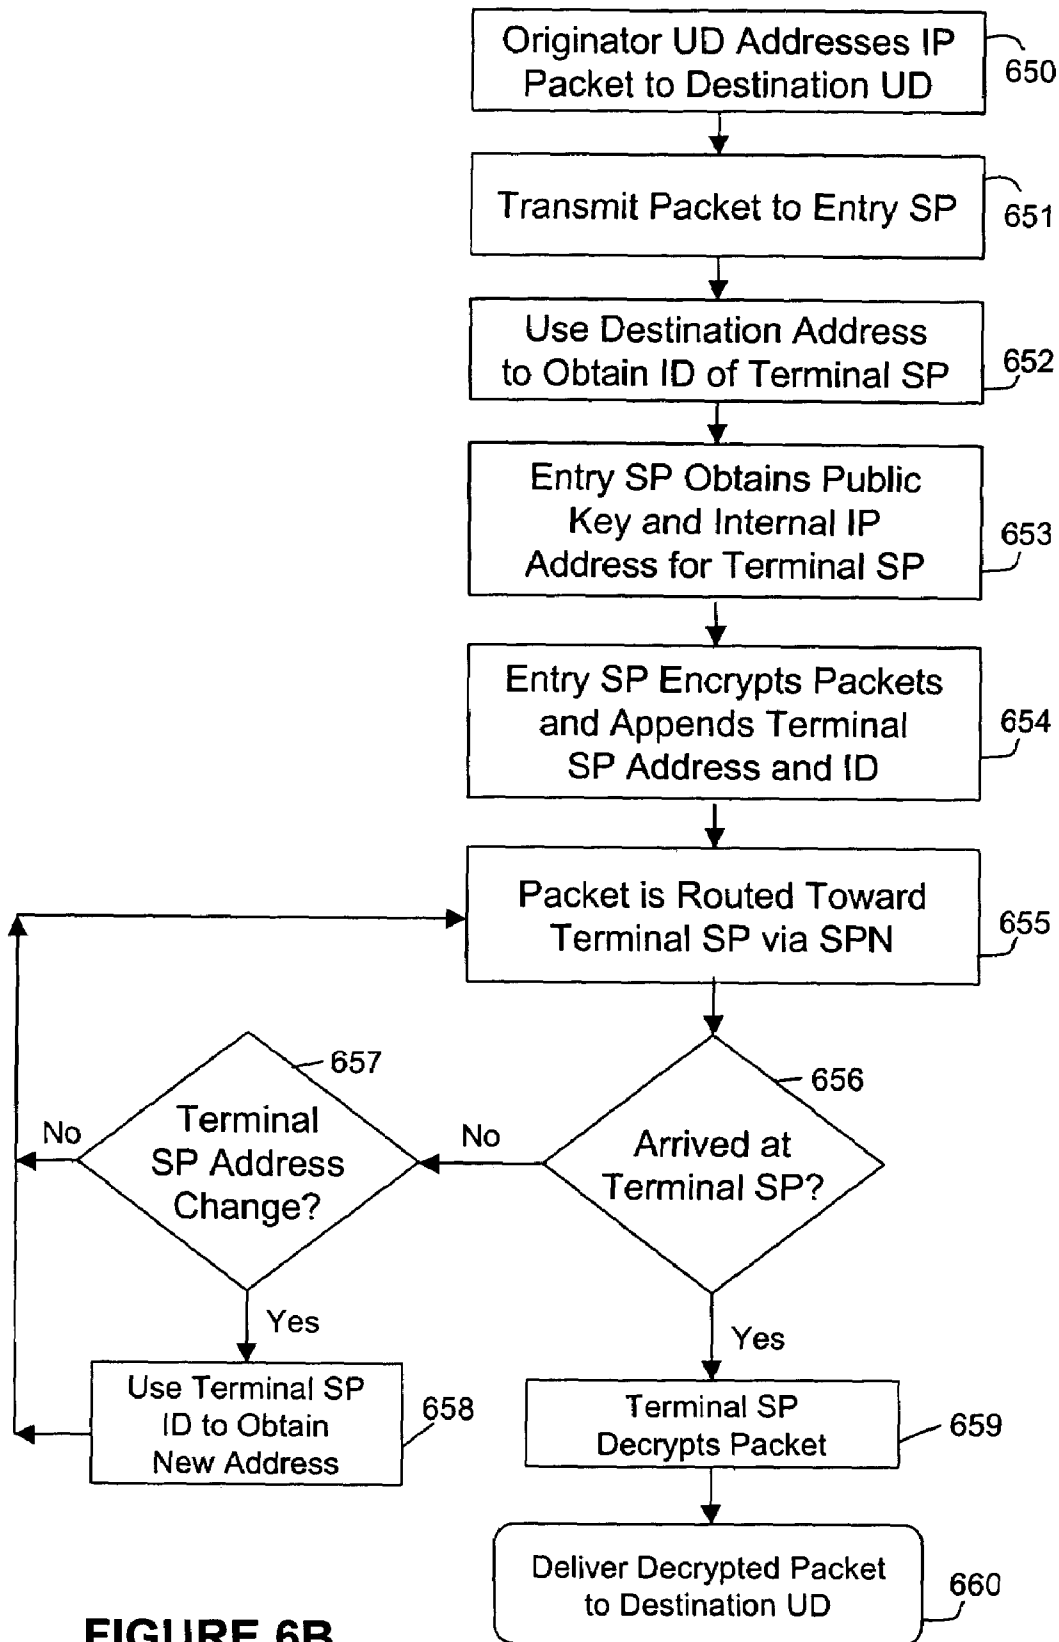 Originator UD Addresses IP
Packet to Destination UD
650
Transmit Packet to Entry SP
651
Use Destination Address
to Obtain ID of Terminal SP
652
Entry SP Obtains Public
Key and Internal IP
Address for Terminal SP
653
Entry SP Encrypts Packets
and Appends Terminal
SP Address and ID
654
Packet is Routed Toward
Terminal SP via SPN
655
657
Terminal
SP Address
Change?
No
No
656
Arrived at
Terminal SP?
Yes
Yes
Use Terminal SP
ID to Obtain
New Address
658
Terminal SP
Decrypts Packet
659
Deliver Decrypted Packet
to Destination UD
660
FIGURE 6B